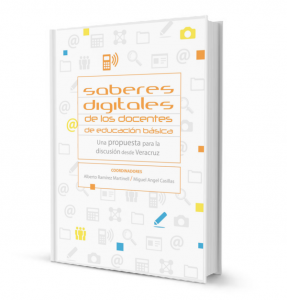 saberes
digitales
de los docentes
de educación básica
Una propuesta para la
discusión desde Veracruz
COORDINADORES
Alberto Ramírez Martinell / Miguel Angel Casillas